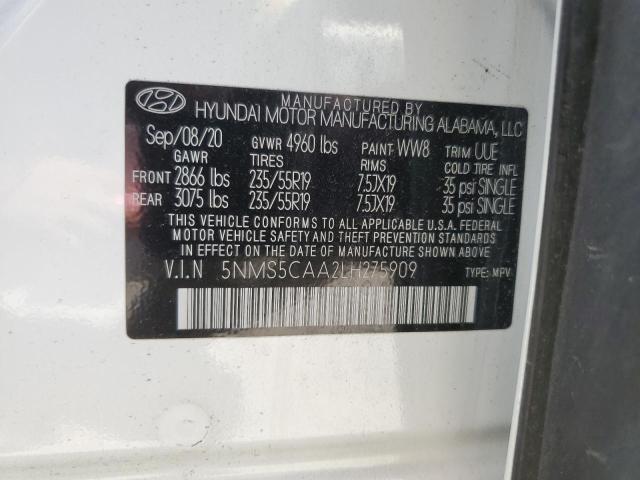 MANUFACTURED BY
HYUNDAI MOTOR MANUFACTURING ALABAMA, LLC
Sep/08/20 GVWR 4960 lbs PAINT: WW8 TRIM: UUE
GAWR TIRES RIMS COLD TIRE INFL
FRONT 2866 lbs 235/55R19 7.5JX19 35 psi SINGLE
REAR 3075 lbs 235/55R19 7.5JX19 35 psi SINGLE
THIS VEHICLE CONFORMS TO ALL APPLICABLE U.S.A. FEDERAL
MOTOR VEHICLE SAFETY, THEFT PREVENTION STANDARDS
IN EFFECT ON THE DATE OF MANUFACTURE SHOWN ABOVE.
V.I.N 5NMS5CAA2LH275909 TYPE: MPV